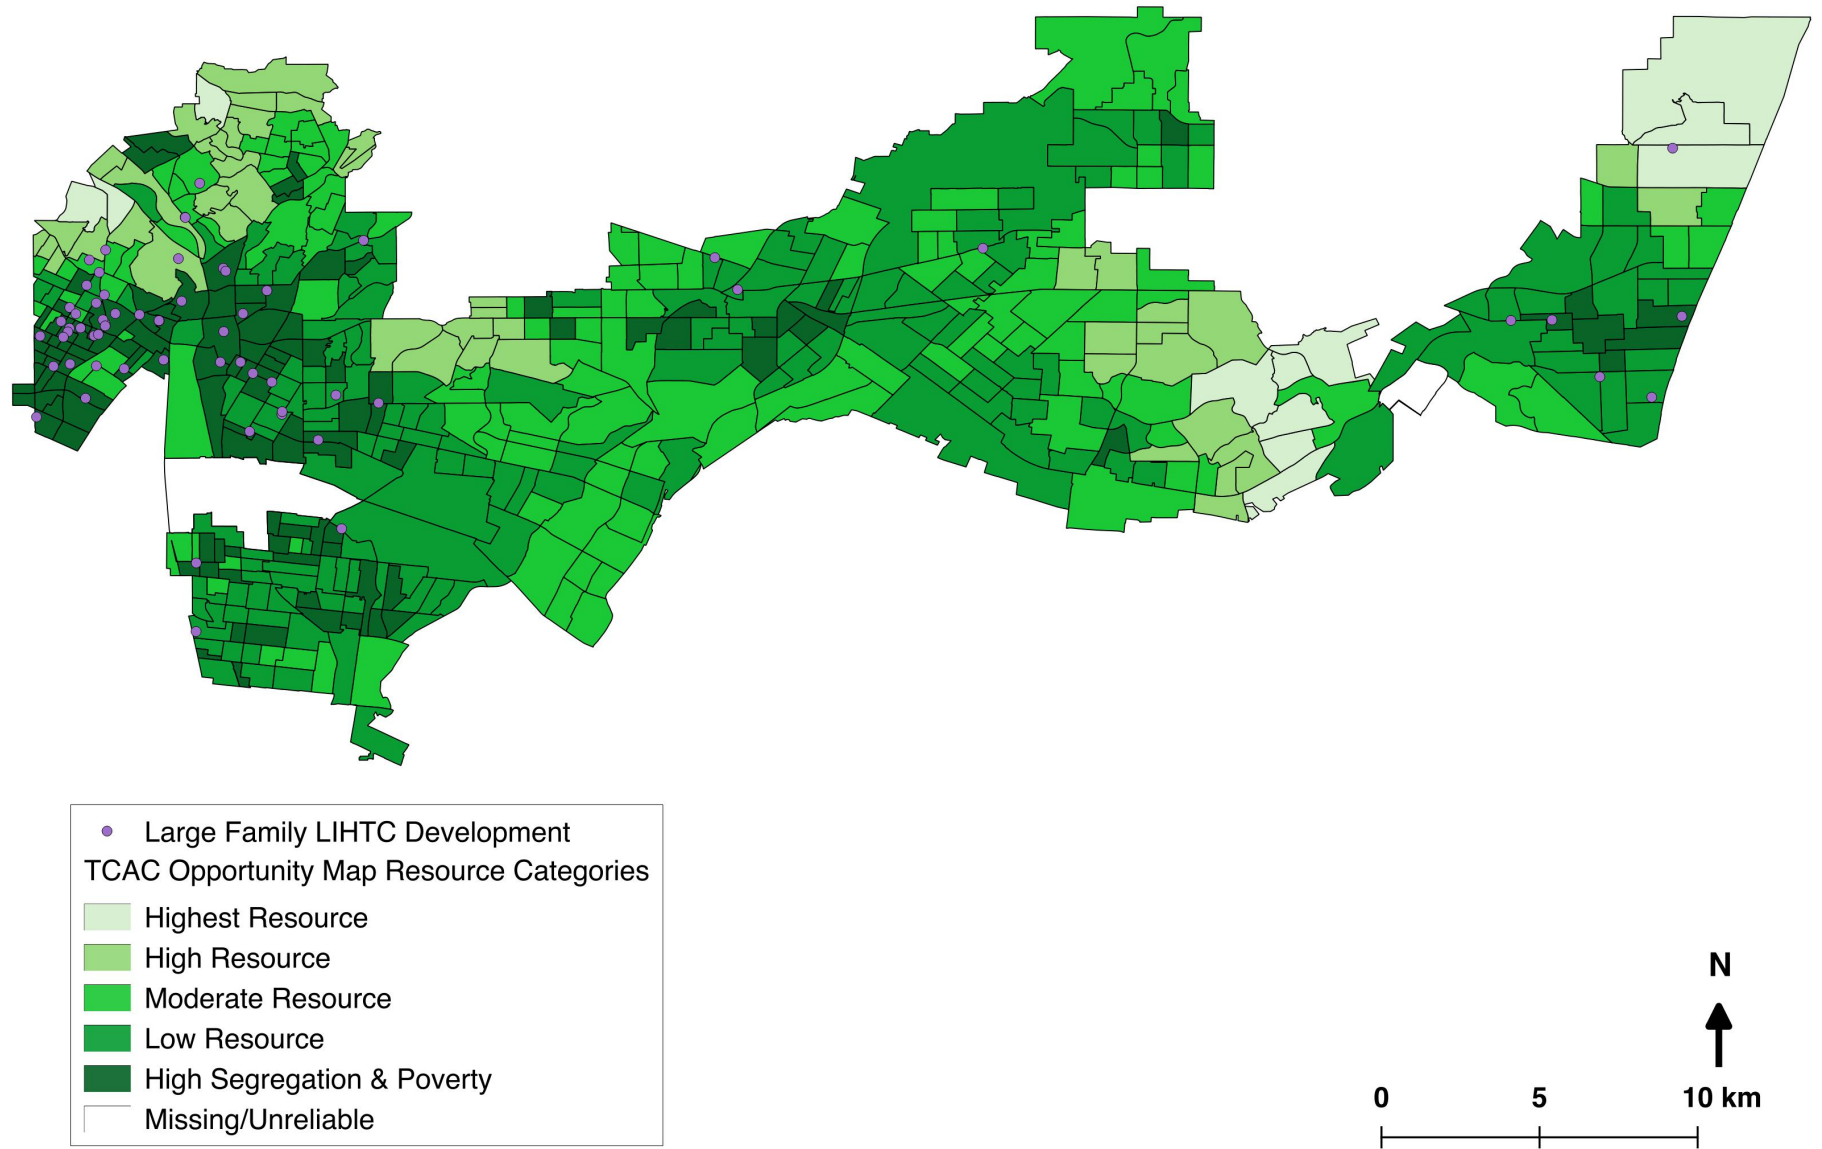 Large Family LIHTC Development
TCAC Opportunity Map Resource Categories
Highest Resource
High Resource
Moderate Resource
Low Resource
High Segregation & Poverty
Missing/Unreliable
N
0 5 10 km